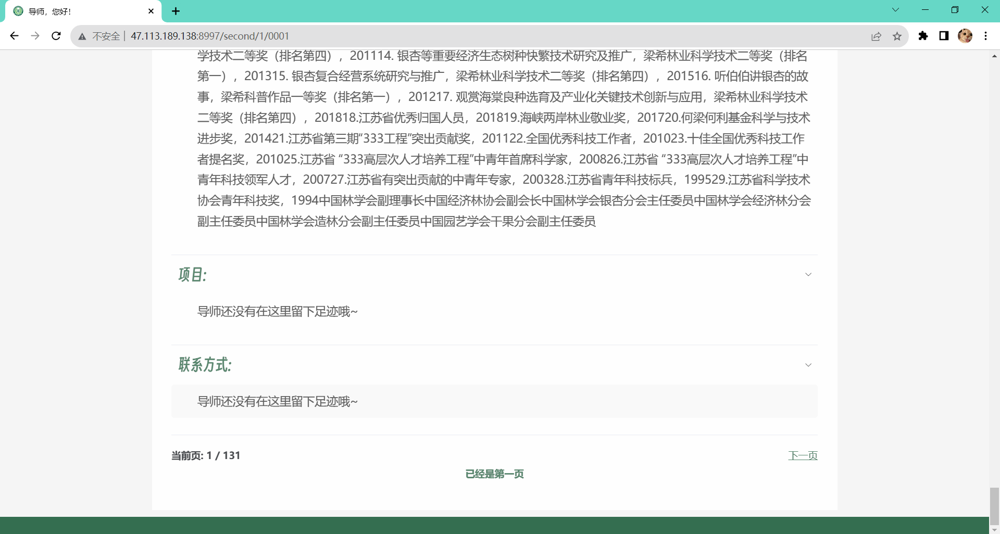 导师，您好！
不安全 47.113.189.138:8997/second/1/0001
学技术二等奖（排名第四），201114. 银杏等重要经济生态树种快繁技术研究及推广，梁希林业科学技术二等奖（排名
第一），201315. 银杏复合经营系统研究与推广，梁希林业科学技术二等奖（排名第四），201516. 听伯伯讲银杏的故
事，梁希科普作品一等奖（排名第一），201217. 观赏海棠良种选育及产业化关键技术创新与应用，梁希林业科学技术
二等奖（排名第四），201818.江苏省优秀归国人员，201819.海峡两岸林业敬业奖，201720.何梁何利基金科学与技术
进步奖，201421.江苏省第三期“333工程”突出贡献奖，201122.全国优秀科技工作者，201023.十佳全国优秀科技工作
者提名奖，201025.江苏省 “333高层次人才培养工程”中青年首席科学家，200826.江苏省 “333高层次人才培养工程”中
青年科技领军人才，200727.江苏省有突出贡献的中青年专家，200328.江苏省青年科技标兵，199529.江苏省科学技术
协会青年科技奖，1994中国林学会副理事长中国经济林协会副会长中国林学会银杏分会主任委员中国林学会经济林分会
副主任委员中国林学会造林分会副主任委员中国园艺学会干果分会副主任委员
项目:
导师还没有在这里留下足迹哦~
联系方式:
导师还没有在这里留下足迹哦~
当前页: 1 / 131
下一页
已经是第一页